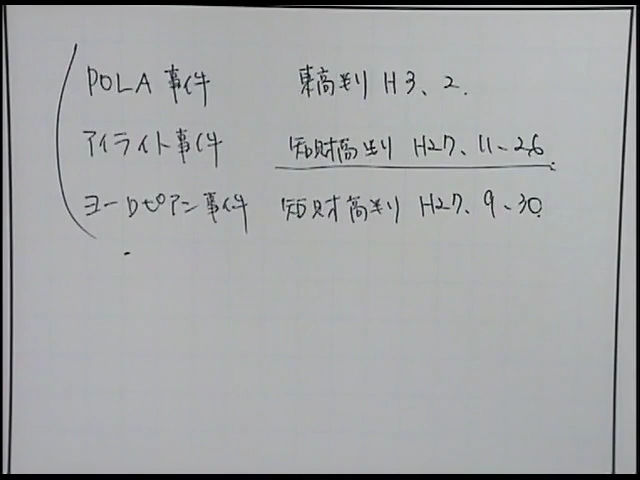 POLA事件 東高判 H3、2.
アイライト事件 知財高判 H27、11、26.
ヨーロピアン事件 知財高判 H27、9、30.